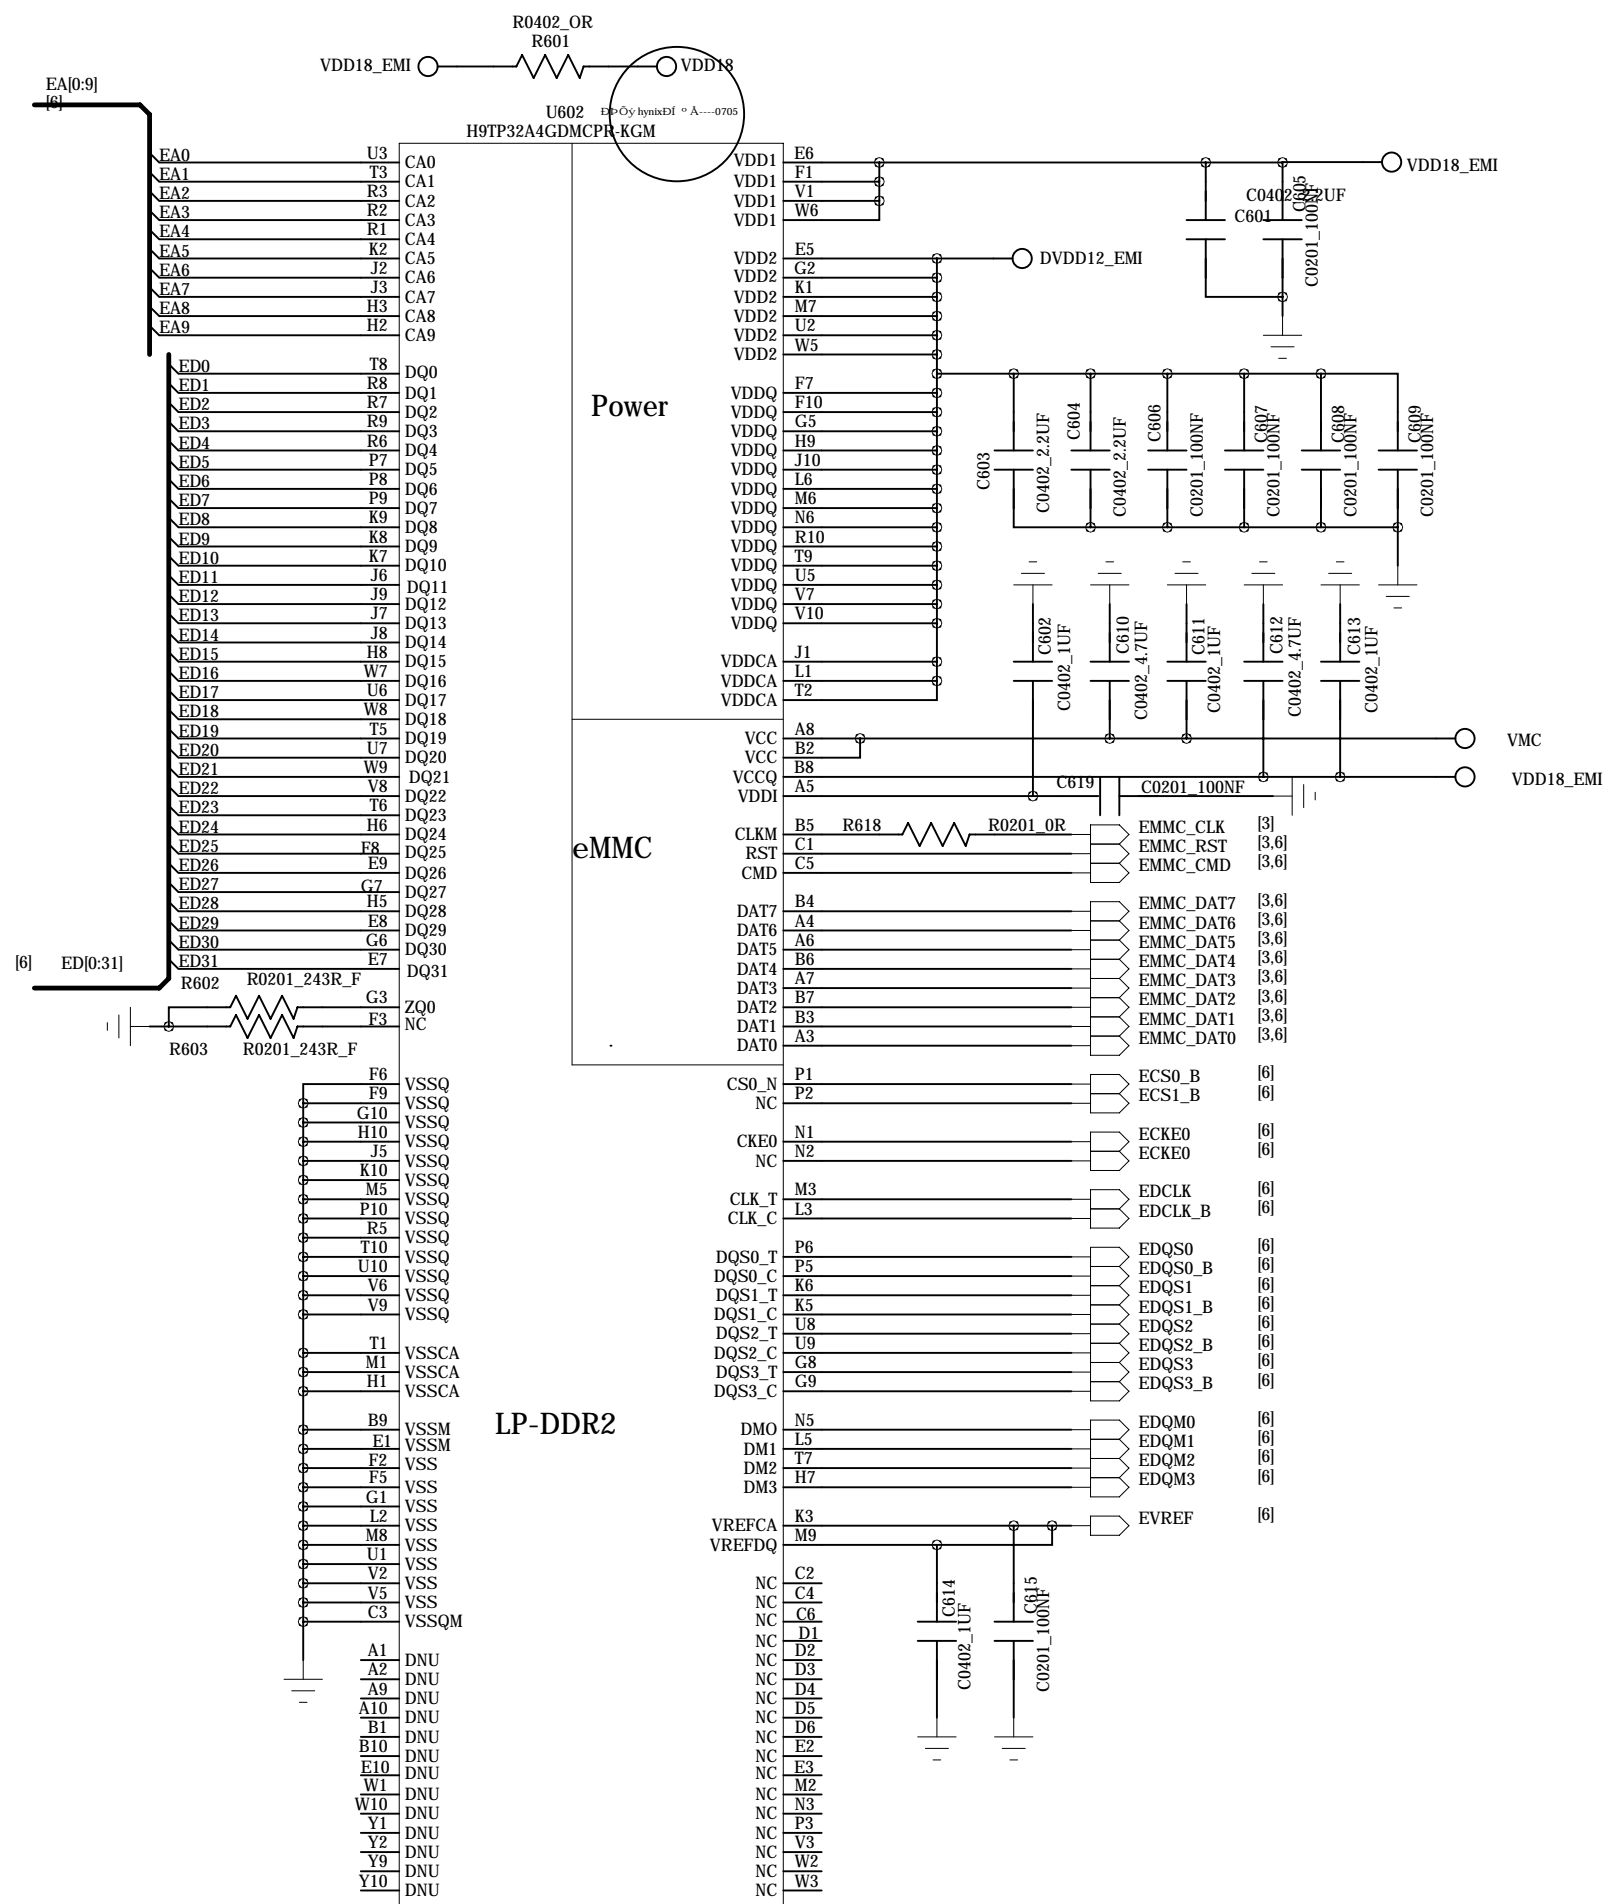 R0402_OR
R601
VDD18_EMI
VDD18
EA[0:9]
[6]
U602
ÐÞÕý hynixÐÍ º Å----0705
H9TP32A4GDMCPR-KGM
EA0 U3 CA0
EA1 T3 CA1
EA2 R3 CA2
EA3 R2 CA3
EA4 R1 CA4
EA5 K2 CA5
EA6 J2 CA6
EA7 J3 CA7
EA8 H3 CA8
EA9 H2 CA9
ED0 T8 DQ0
ED1 R8 DQ1
ED2 R7 DQ2
ED3 R9 DQ3
ED4 R6 DQ4
ED5 P7 DQ5
ED6 P8 DQ6
ED7 P9 DQ7
ED8 K9 DQ8
ED9 K8 DQ9
ED10 K7 DQ10
ED11 J6 DQ11
ED12 J9 DQ12
ED13 J7 DQ13
ED14 J8 DQ14
ED15 H8 DQ15
ED16 W7 DQ16
ED17 U6 DQ17
ED18 W8 DQ18
ED19 T5 DQ19
ED20 U7 DQ20
ED21 W9 DQ21
ED22 V8 DQ22
ED23 T6 DQ23
ED24 H6 DQ24
ED25 F8 DQ25
ED26 E9 DQ26
ED27 G7 DQ27
ED28 H5 DQ28
ED29 E8 DQ29
ED30 G6 DQ30
ED31 E7 DQ31
[6] ED[0:31]
R602 R0201_243R_F
G3 ZQ0
F3 NC
R603 R0201_243R_F
F6 VSSQ
F9 VSSQ
G10 VSSQ
H10 VSSQ
J5 VSSQ
K10 VSSQ
M5 VSSQ
P10 VSSQ
R5 VSSQ
T10 VSSQ
U10 VSSQ
V6 VSSQ
V9 VSSQ
T1 VSSCA
M1 VSSCA
H1 VSSCA
B9 VSSM
E1 VSSM
F2 VSS
F5 VSS
G1 VSS
L2 VSS
M8 VSS
U1 VSS
V2 VSS
V5 VSS
C3 VSSQM
A1 DNU
A2 DNU
A9 DNU
A10 DNU
B1 DNU
B10 DNU
E10 DNU
W1 DNU
W10 DNU
Y1 DNU
Y2 DNU
Y9 DNU
Y10 DNU
Power
eMMC
LP-DDR2
VDD1 E6
VDD1 F1
VDD1 V1
VDD1 W6
VDD18_EMI
C601
C605
C0201_100NF
VDD2 E5
VDD2 G2
VDD2 K1
VDD2 M7
VDD2 U2
VDD2 W5
DVDD12_EMI
VDDQ F7
VDDQ F10
VDDQ G5
VDDQ H9
VDDQ J10
VDDQ L6
VDDQ M6
VDDQ N6
VDDQ R10
VDDQ T9
VDDQ U5
VDDQ V7
VDDQ V10
VDDCA J1
VDDCA L1
VDDCA T2
C603 C0402_2.2UF
C604 C0402_2.2UF
C606 C0201_100NF
C607 C0201_100NF
C608 C0201_100NF
C609 C0201_100NF
C602 C0402_1UF
C610 C0402_4.7UF
C611 C0402_1UF
C612 C0402_4.7UF
C613 C0402_1UF
VCC A8
VCC B2
VCCQ B8
VDDI A5
VMC
VDD18_EMI
C619 C0201_100NF
CLKM B5 R618 R0201_0R EMMC_CLK [3]
RST C1 EMMC_RST [3,6]
CMD C5 EMMC_CMD [3,6]
DAT7 B4 EMMC_DAT7 [3,6]
DAT6 A4 EMMC_DAT6 [3,6]
DAT5 A6 EMMC_DAT5 [3,6]
DAT4 B6 EMMC_DAT4 [3,6]
DAT3 A7 EMMC_DAT3 [3,6]
DAT2 B7 EMMC_DAT2 [3,6]
DAT1 B3 EMMC_DAT1 [3,6]
DAT0 A3 EMMC_DAT0 [3,6]
CS0_N P1 ECS0_B [6]
NC P2 ECS1_B [6]
CKE0 N1 ECKE0 [6]
NC N2 ECKE0 [6]
CLK_T M3 EDCLK [6]
CLK_C L3 EDCLK_B [6]
DQS0_T P6 EDQS0 [6]
DQS0_C P5 EDQS0_B [6]
DQS1_T K6 EDQS1 [6]
DQS1_C K5 EDQS1_B [6]
DQS2_T U8 EDQS2 [6]
DQS2_C U9 EDQS2_B [6]
DQS3_T G8 EDQS3 [6]
DQS3_C G9 EDQS3_B [6]
DMO N5 EDQM0 [6]
DM1 L5 EDQM1 [6]
DM2 T7 EDQM2 [6]
DM3 H7 EDQM3 [6]
VREFCA K3 EVREF [6]
VREFDQ M9
C614 C0402_1UF
C615 C0201_100NF
NC C2
NC C4
NC C6
NC D1
NC D2
NC D3
NC D4
NC D5
NC D6
NC E2
NC E3
NC M2
NC N3
NC P3
NC V3
NC W2
NC W3